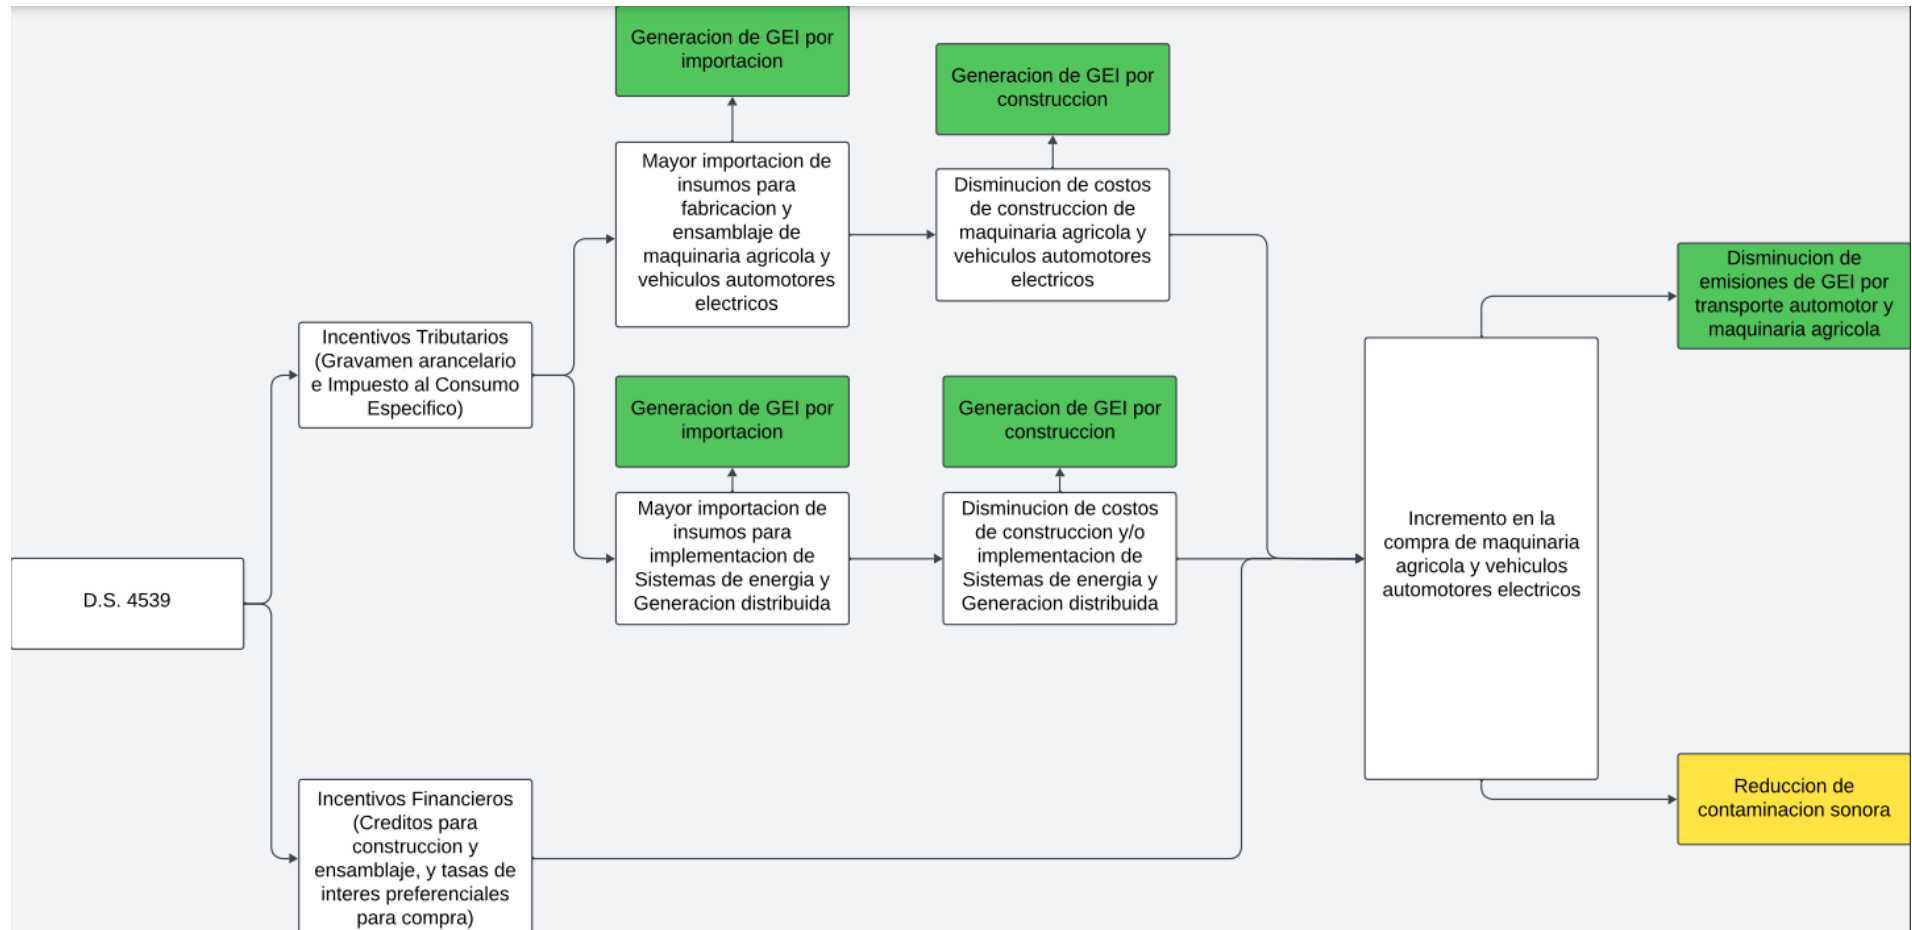 Generacion de GEI por
importacion
Generacion de GEI por
construccion
Mayor importacion de
insumos para
fabricacion y
ensamblaje de
maquinaria agricola y
vehiculos automotores
electricos
Disminucion de costos
de construccion de
maquinaria agricola y
vehiculos automotores
electricos
Disminucion de
emisiones de GEI por
transporte automotor y
maquinaria agricola
Incentivos Tributarios
(Gravamen arancelario
e Impuesto al Consumo
Especifico)
Generacion de GEI por
importacion
Generacion de GEI por
construccion
Mayor importacion de
insumos para
implementacion de
Sistemas de energia y
Generacion distribuida
Disminucion de costos
de construccion y/o
implementacion de
Sistemas de energia y
Generacion distribuida
Incremento en la
compra de maquinaria
agricola y vehiculos
automotores electricos
D.S. 4539
Incentivos Financieros
(Creditos para
construccion y
ensamblaje, y tasas de
interes preferenciales
para compra)
Reduccion de
contaminacion sonora